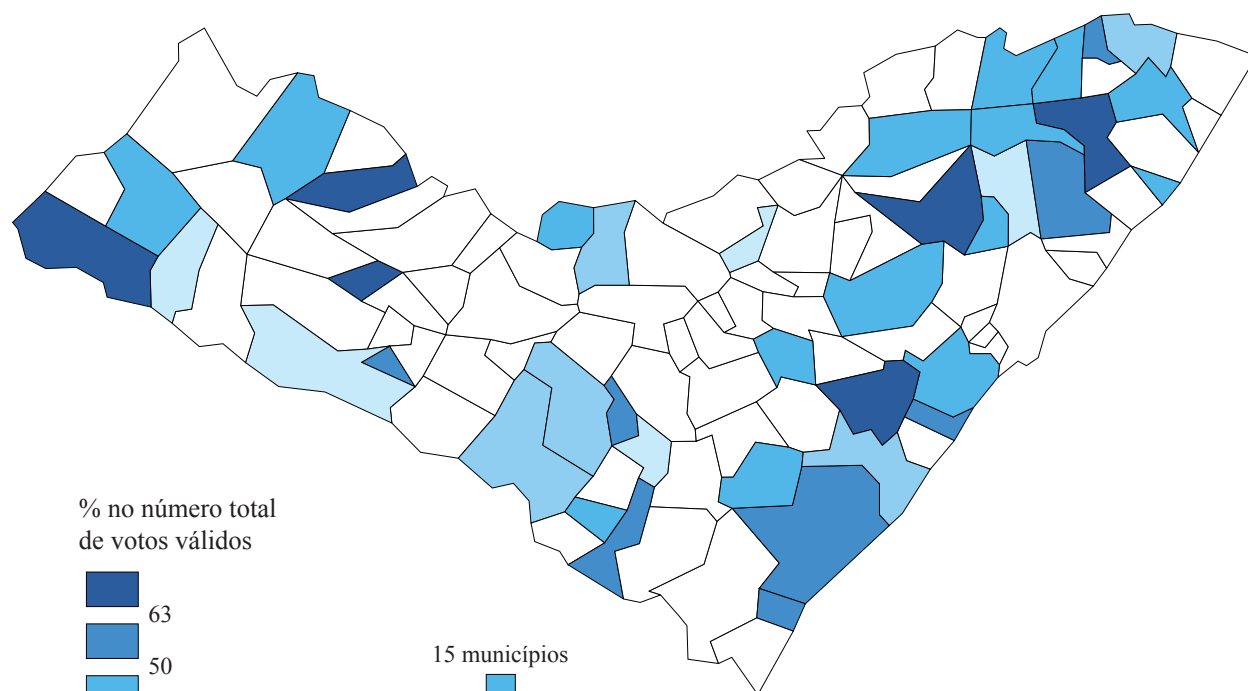 % no número total
de votos válidos
63
50
15 municípios